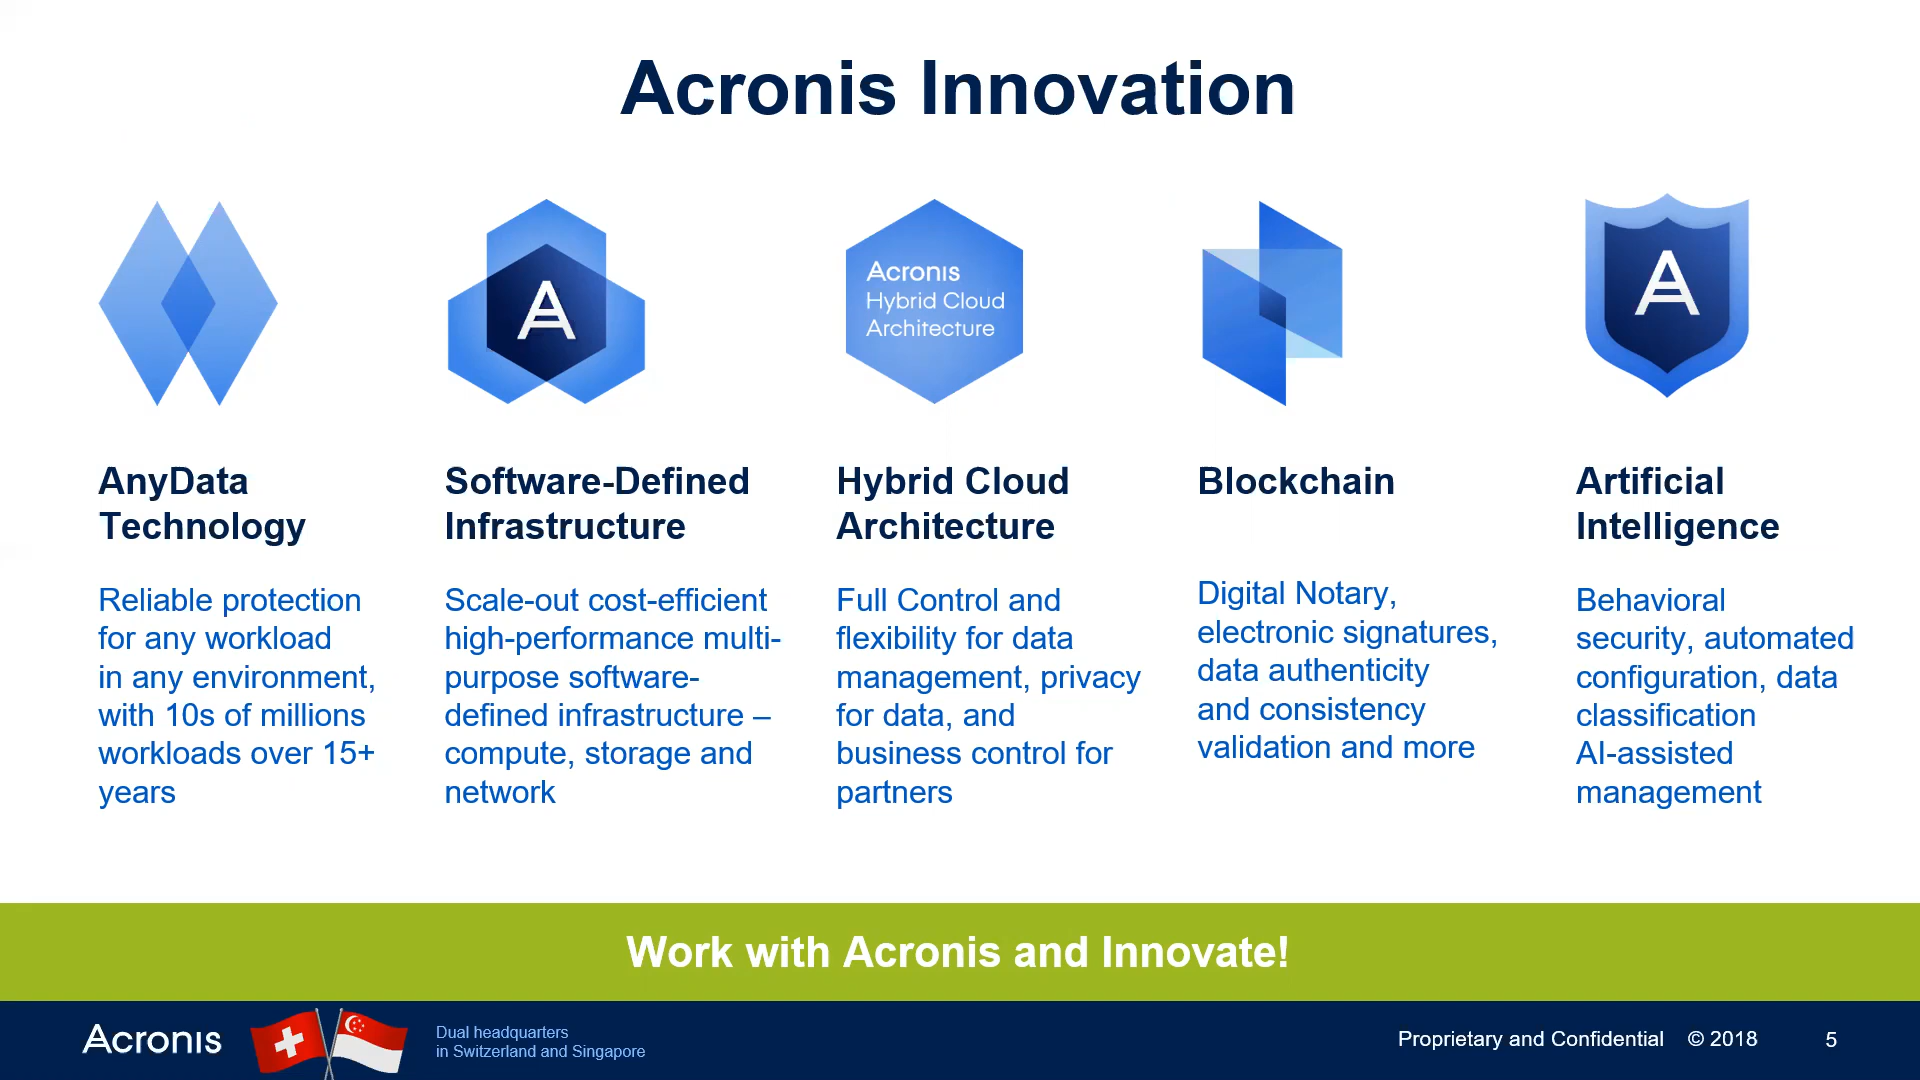 Acronis Innovation
Acronis
Hybrid Cloud
Architecture
AnyData
Technology
Reliable protection
for any workload
in any environment,
with 10s of millions
workloads over 15+
years
Software-Defined
Infrastructure
Scale-out cost-efficient
high-performance multi-
purpose software-
defined infrastructure –
compute, storage and
network
Hybrid Cloud
Architecture
Full Control and
flexibility for data
management, privacy
for data, and
business control for
partners
Blockchain
Digital Notary,
electronic signatures,
data authenticity
and consistency
validation and more
Artificial
Intelligence
Behavioral
security, automated
configuration, data
classification
AI-assisted
management
Work with Acronis and Innovate!
Acronis
Dual headquarters
in Switzerland and Singapore
Proprietary and Confidential © 2018 5